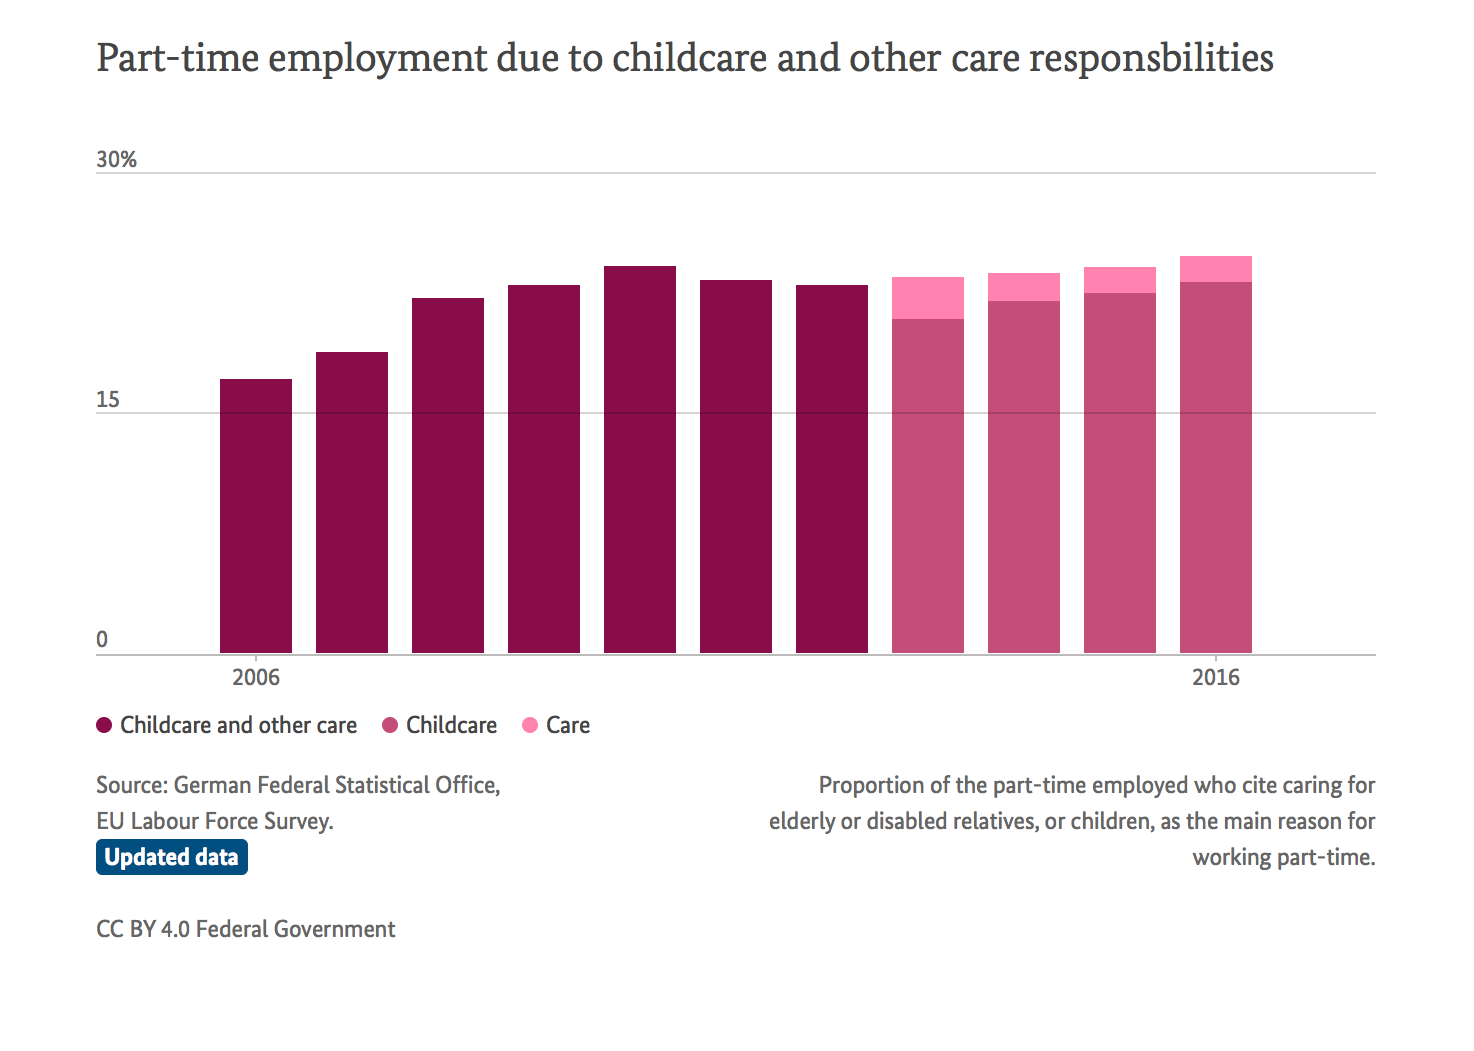 Part-time employment due to childcare and other care responsbilities
30%
15
0
2006
2016
Childcare and other care
Childcare
Care
Source: German Federal Statistical Office,
EU Labour Force Survey.
Updated data
CC BY 4.0 Federal Government
Proportion of the part-time employed who cite caring for
elderly or disabled relatives, or children, as the main reason for
working part-time.